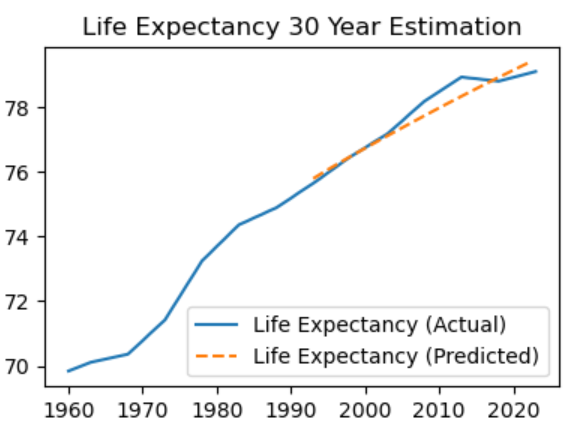 Life Expectancy 30 Year Estimation
78
76
74
72
70
Life Expectancy (Actual)
Life Expectancy (Predicted)
1960 1970 1980 1990 2000 2010 2020